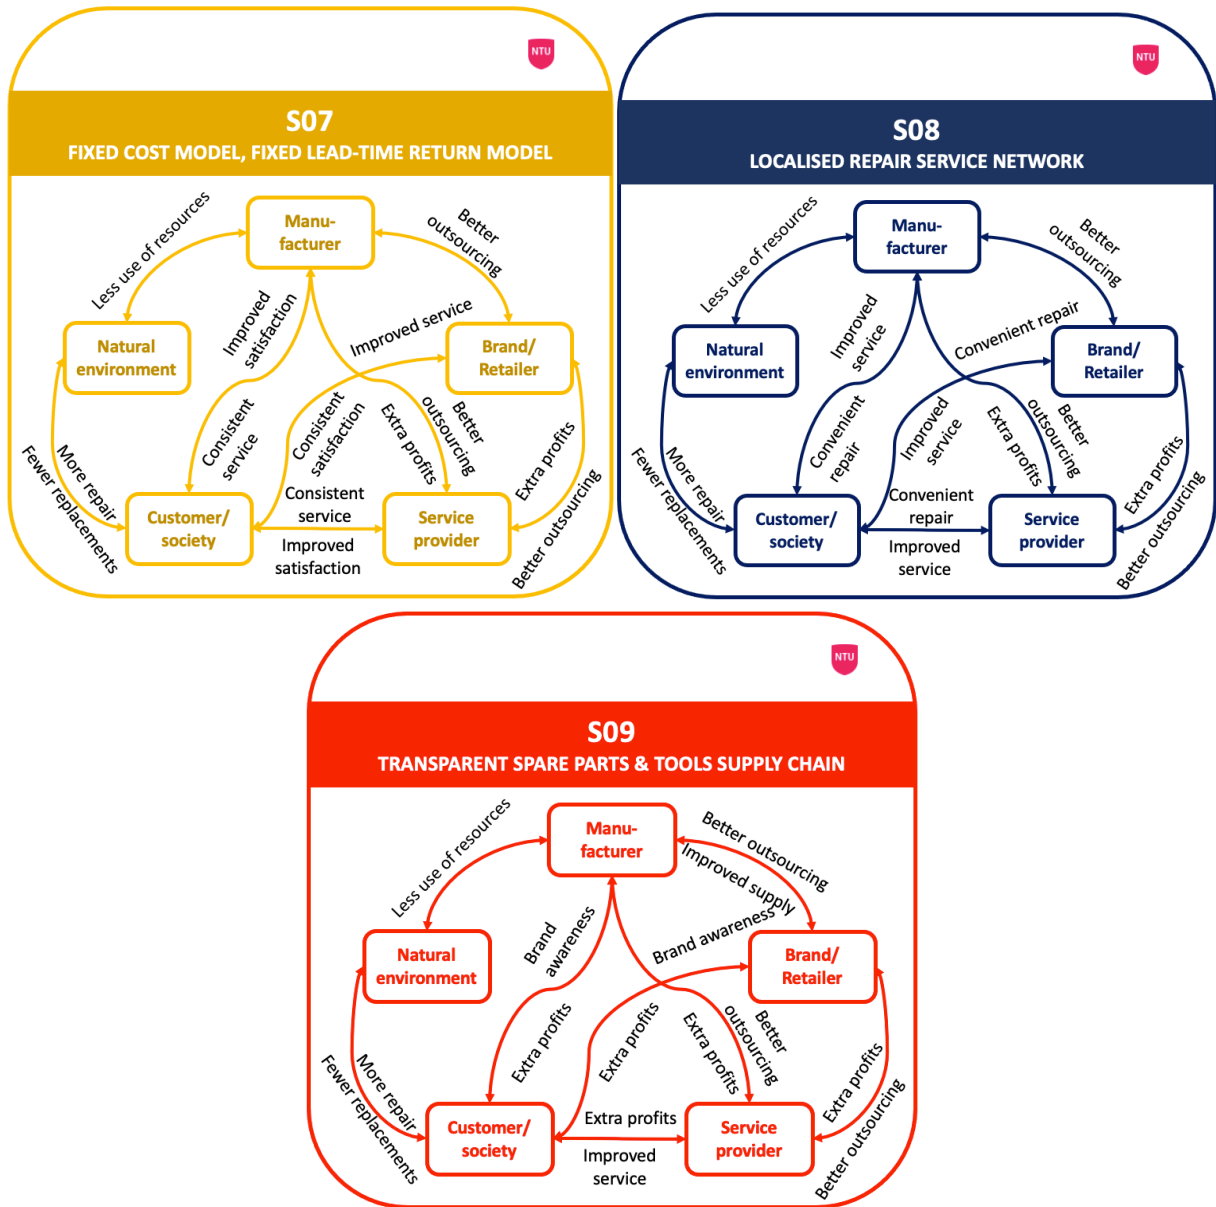 NTU
S07
FIXED COST MODEL, FIXED LEAD-TIME RETURN MODEL
Manu-
facturer
Less use of resources
Better
outsourcing
Improved
satisfaction
Improved service
Natural
environment
Brand/
Retailer
Consistent
service
Consistent
satisfaction
Extra profits
Better
outsourcing
More repair
Fewer replacements
Extra profits
Better outsourcing
Customer/
society
Consistent
service
Improved
satisfaction
Service
provider
NTU
S08
LOCALISED REPAIR SERVICE NETWORK
Manu-
facturer
Less use of resources
Better
outsourcing
Improved
service
Convenient repair
Natural
environment
Brand/
Retailer
Convenient
repair
Improved
service
Extra profits
Better
outsourcing
More repair
Fewer replacements
Extra profits
Better outsourcing
Customer/
society
Convenient
repair
Improved
service
Service
provider
NTU
S09
TRANSPARENT SPARE PARTS & TOOLS SUPPLY CHAIN
Manu-
facturer
Less use of resources
Better outsourcing
Improved supply
Brand
awareness
Brand awareness
Natural
environment
Brand/
Retailer
Extra profits
Extra profits
Extra profits
Better
outsourcing
More repair
Fewer replacements
Extra profits
Better outsourcing
Customer/
society
Extra profits
Improved
service
Service
provider